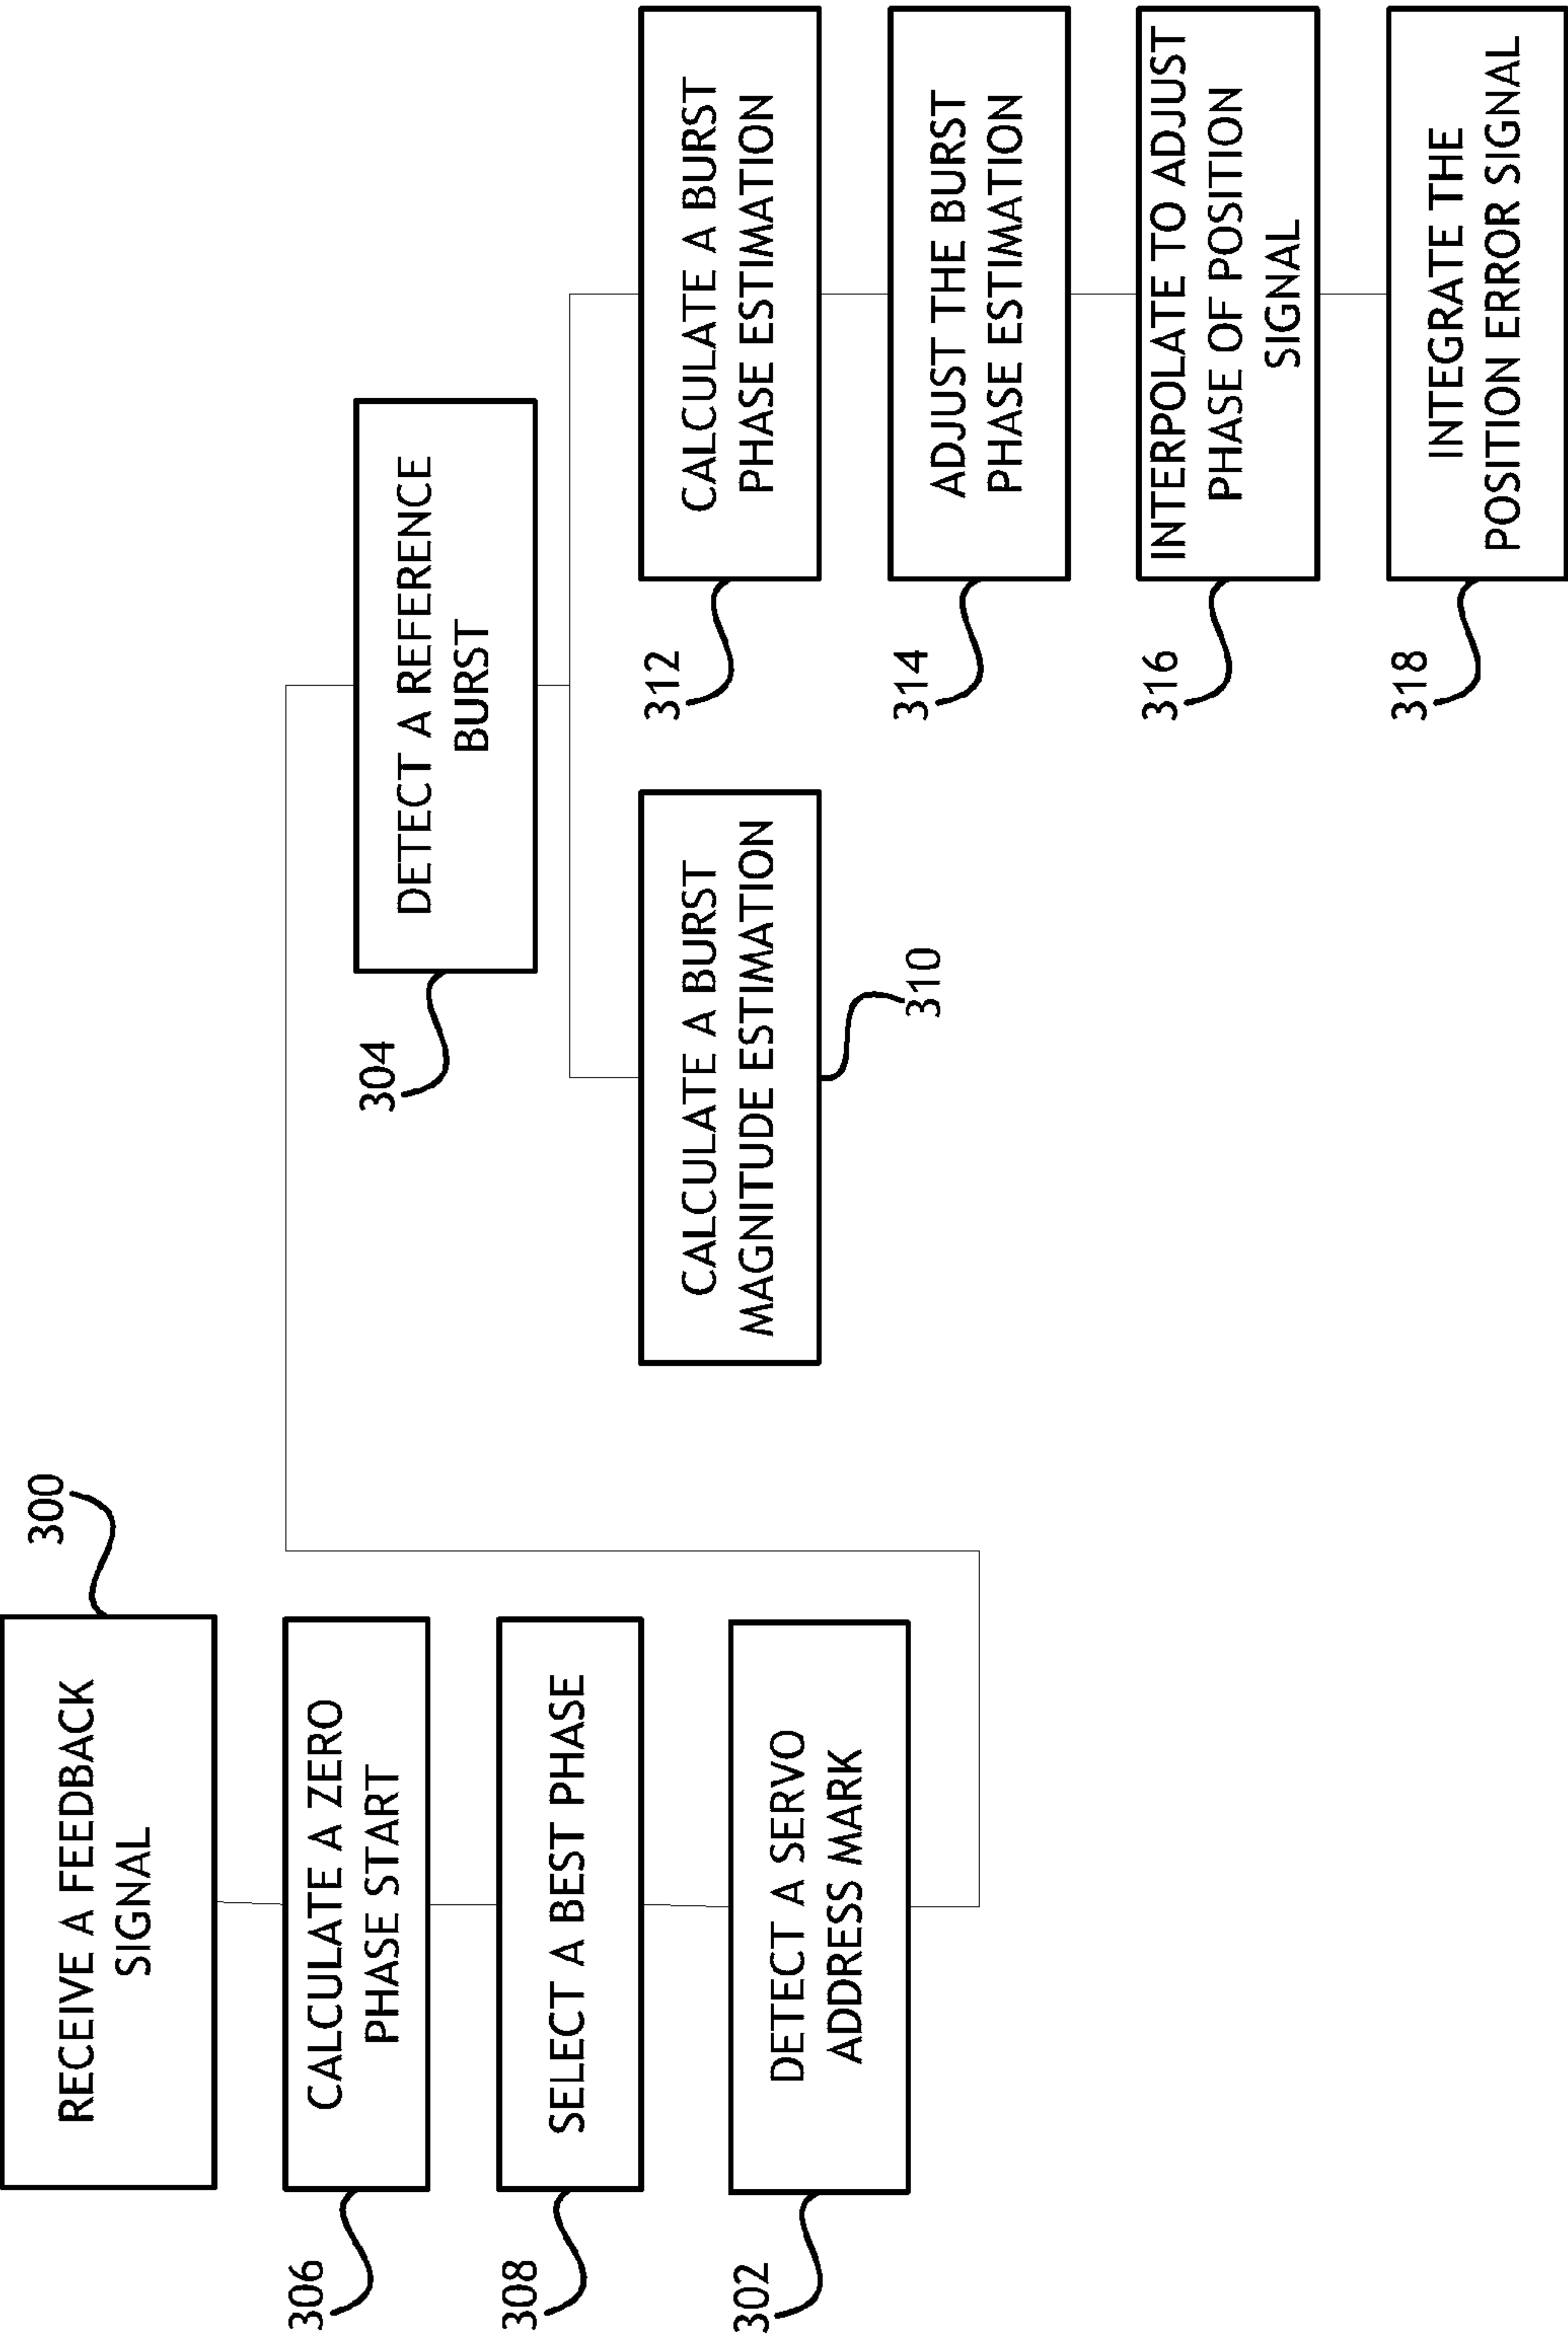 300
RECEIVE A FEEDBACK
SIGNAL
306
CALCULATE A ZERO
PHASE START
308
SELECT A BEST PHASE
302
DETECT A SERVO
ADDRESS MARK
304
DETECT A REFERENCE
BURST
CALCULATE A BURST
MAGNITUDE ESTIMATION
310
312
CALCULATE A BURST
PHASE ESTIMATION
314
ADJUST THE BURST
PHASE ESTIMATION
316
INTERPOLATE TO ADJUST
PHASE OF POSITION
SIGNAL
318
INTEGRATE THE
POSITION ERROR SIGNAL